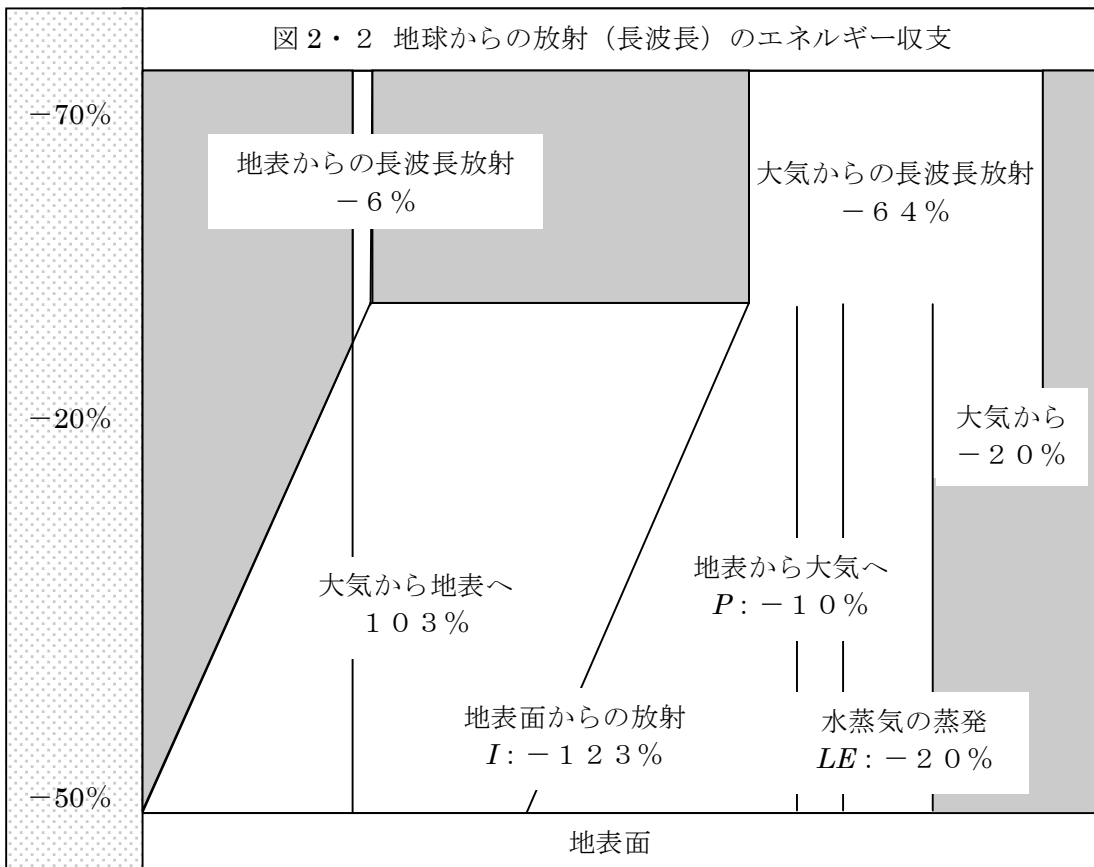 図2・2 地球からの放射（長波長）のエネルギー収支
－70%
地表からの長波長放射
－６%
大気からの長波長放射
－６４%
－20%
大気から
－２０%
大気から地表へ
１０３%
地表から大気へ
P：－１０%
地表面からの放射
I：－１２３%
水蒸気の蒸発
LE：－２０%
－50%
地表面